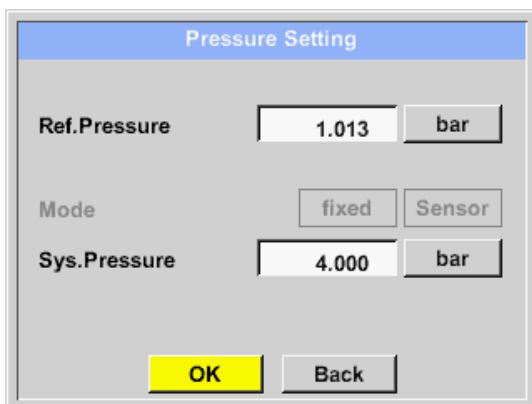 Pressure Setting
Ref.Pressure 1.013 bar
Mode fixed Sensor
Sys.Pressure 4.000 bar
OK Back